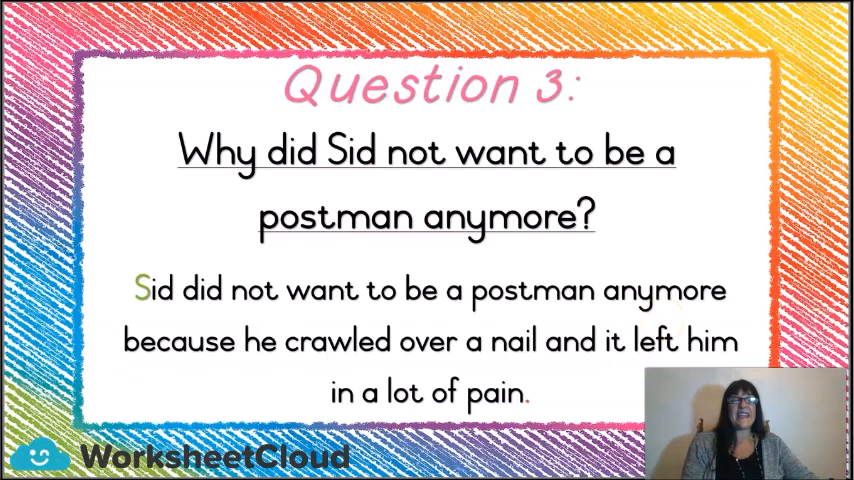 Question 3:
Why did Sid not want to be a
postman anymore?
Sid did not want to be a postman anymore
because he crawled over a nail and it left him
in a lot of pain.
WorksheetCloud